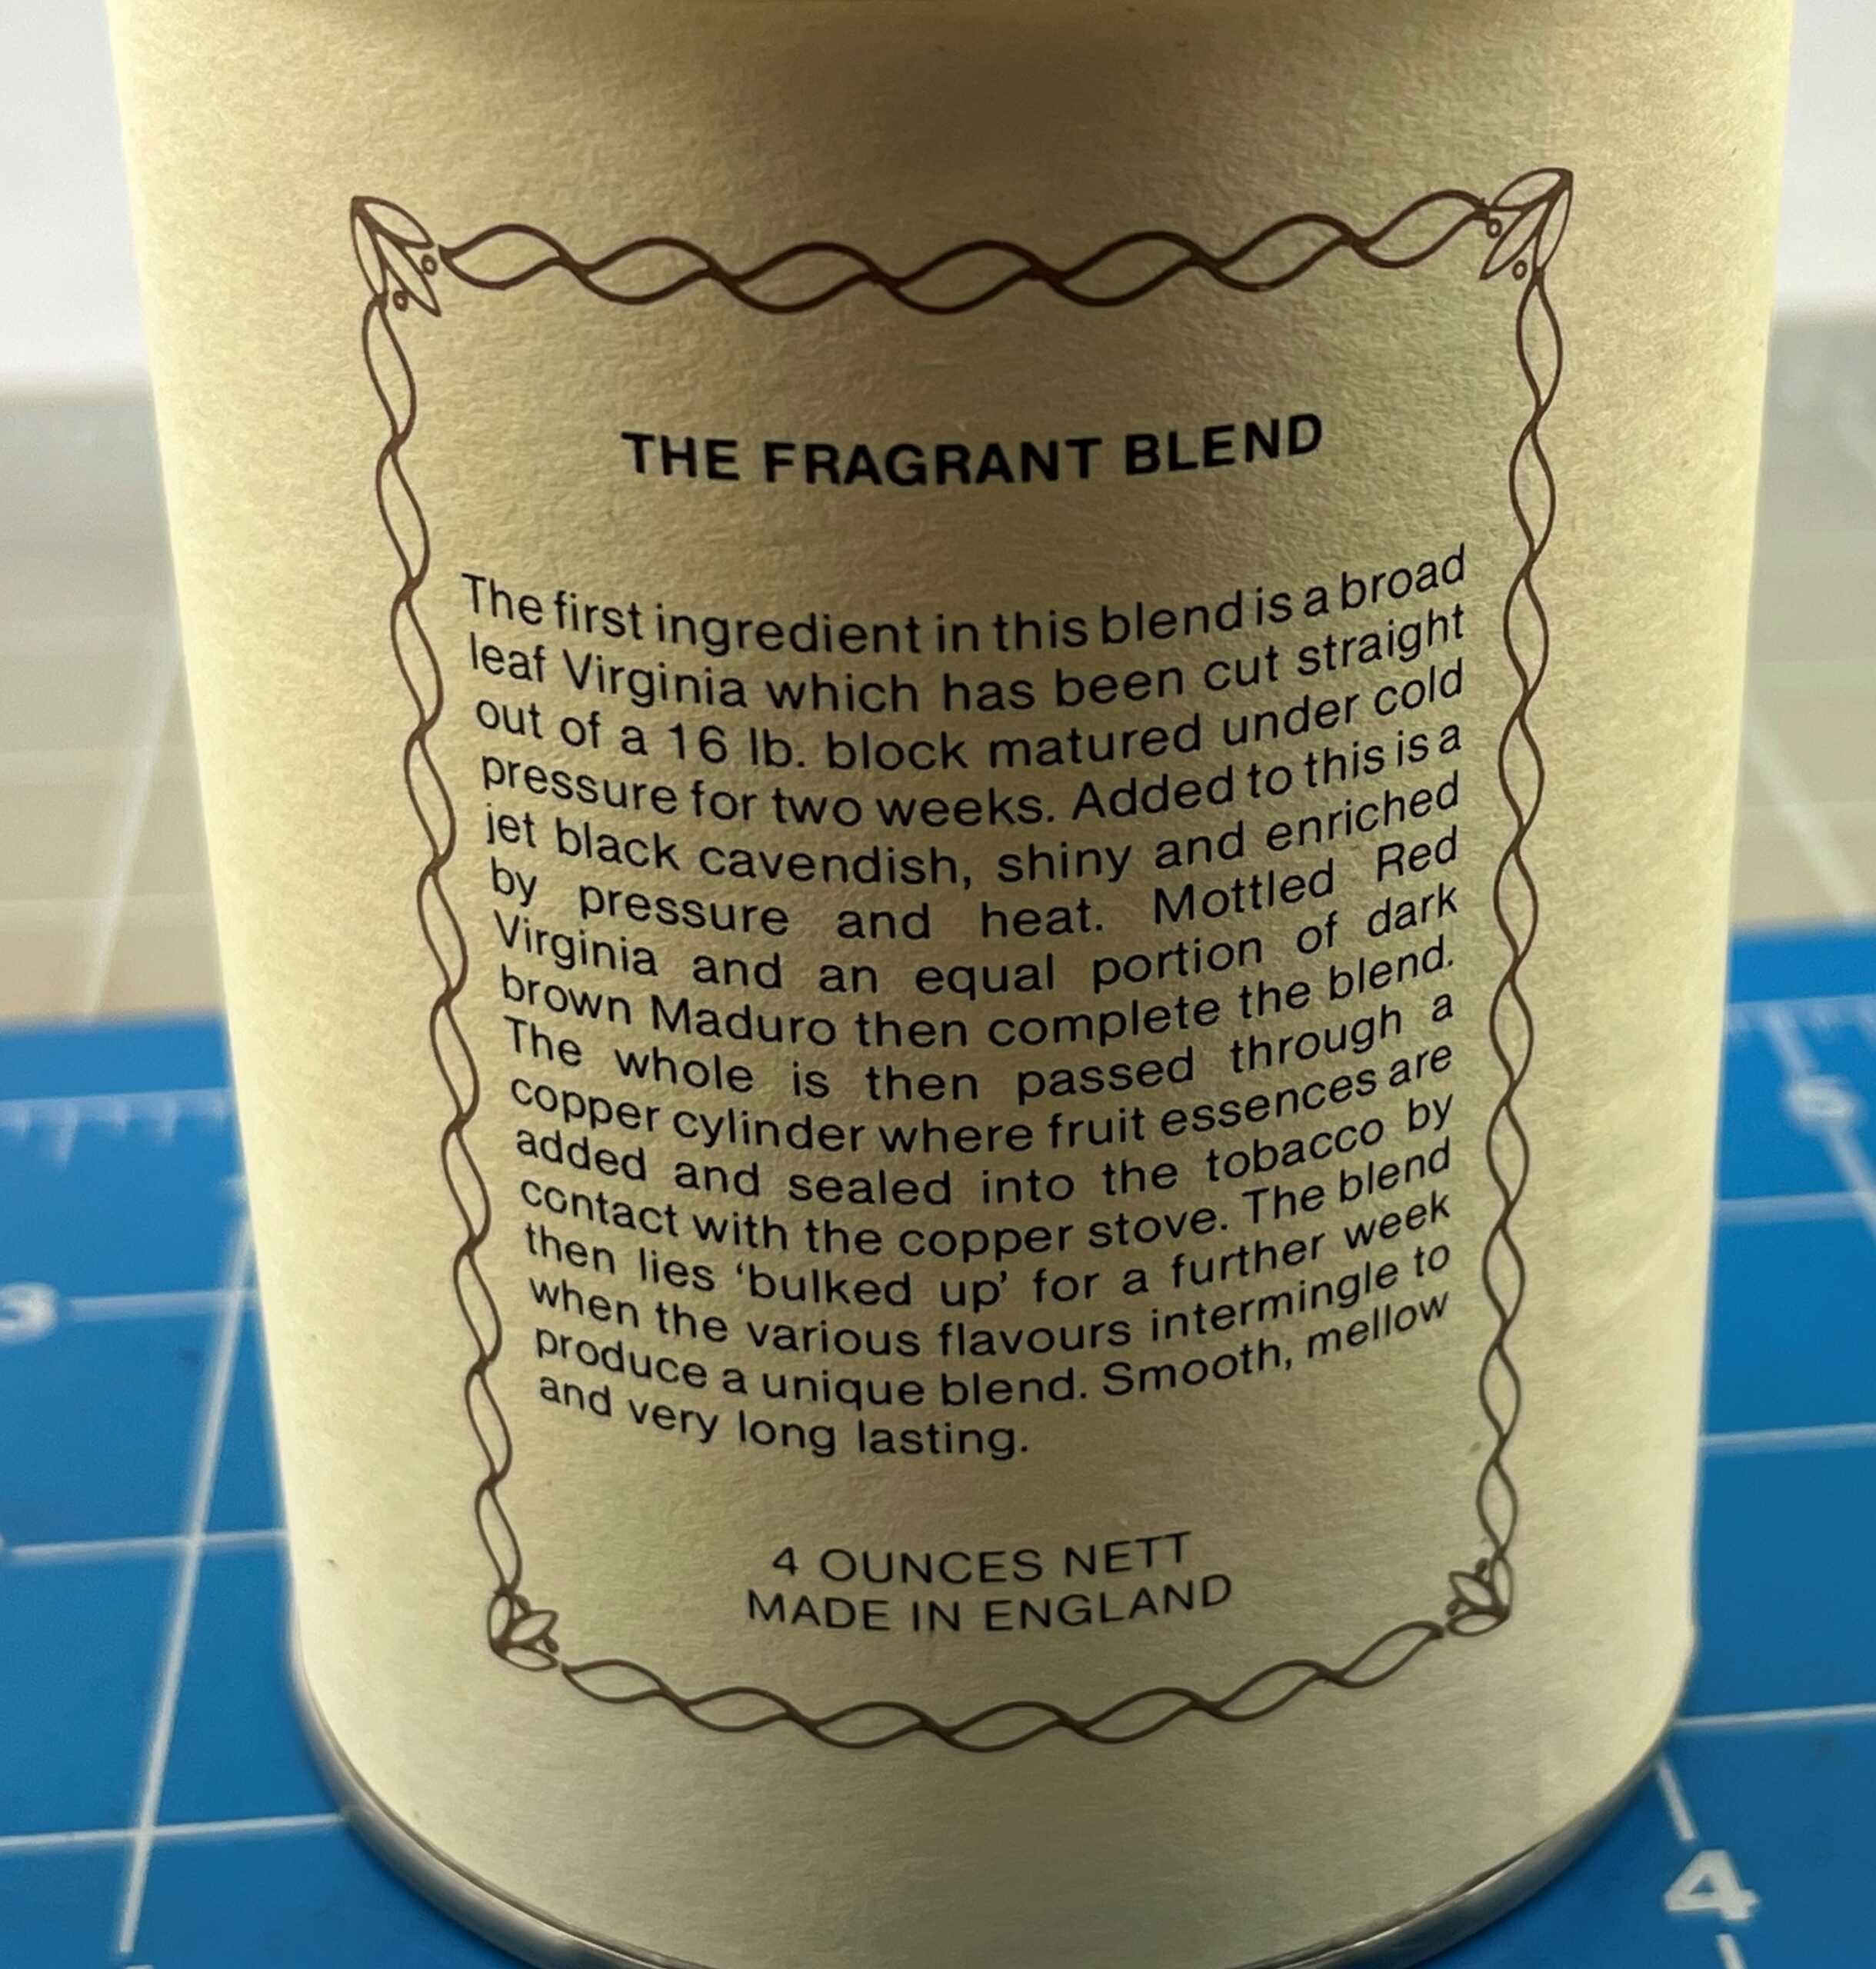 THE FRAGRANT BLEND
The first ingredient in this blend is a broad
leaf Virginia which has been cut straight
out of a 16 lb. block matured under cold
pressure for two weeks. Added to this is a
jet black cavendish, shiny and enriched
by pressure and heat. Mottled Red
Virginia and an equal portion of dark
brown Maduro then complete the blend.
The whole is then passed through a
copper cylinder where fruit essences are
added and sealed into the tobacco by
contact with the copper stove. The blend
then lies ‘bulked up’ for a further week
when the various flavours intermingle to
produce a unique blend. Smooth, mellow
and very long lasting.
4 OUNCES NETT
MADE IN ENGLAND
3
4